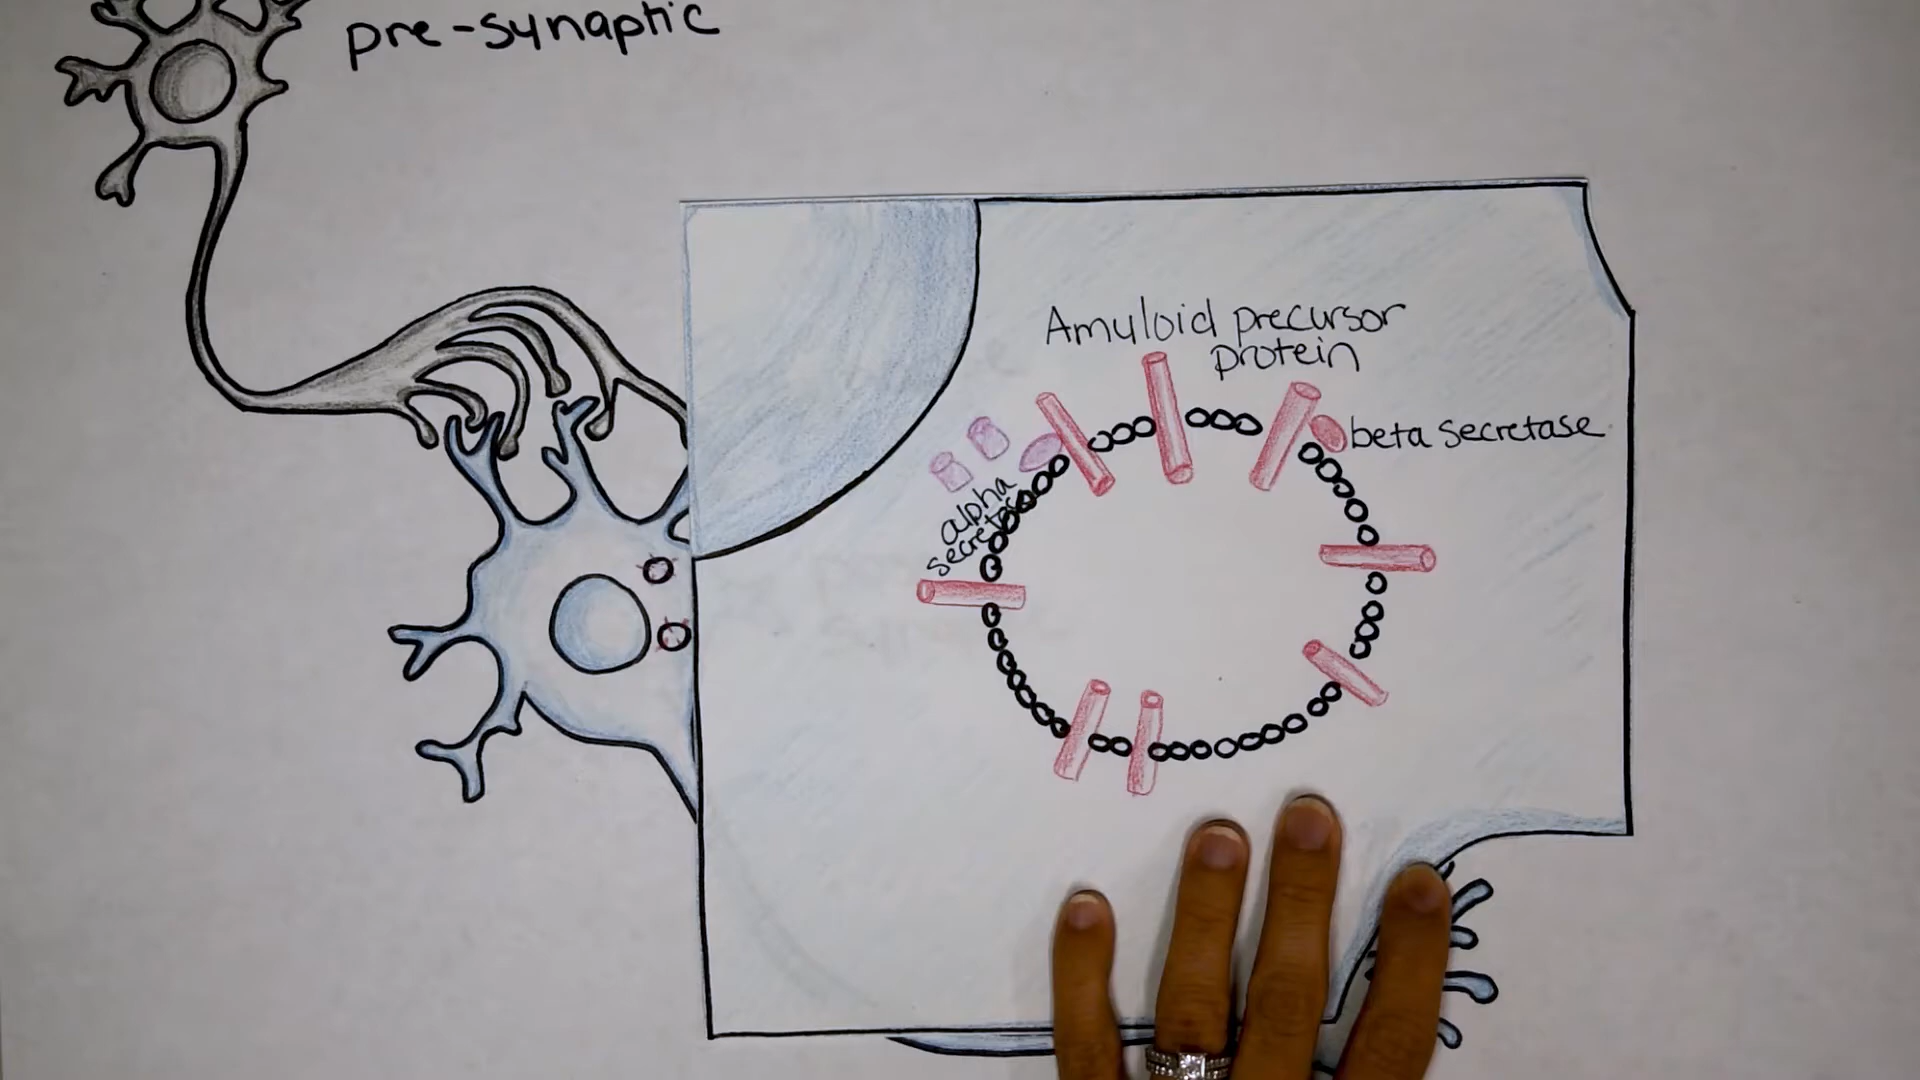 pre-synaptic
Amyloid precursor
protein
beta secretase
alpha